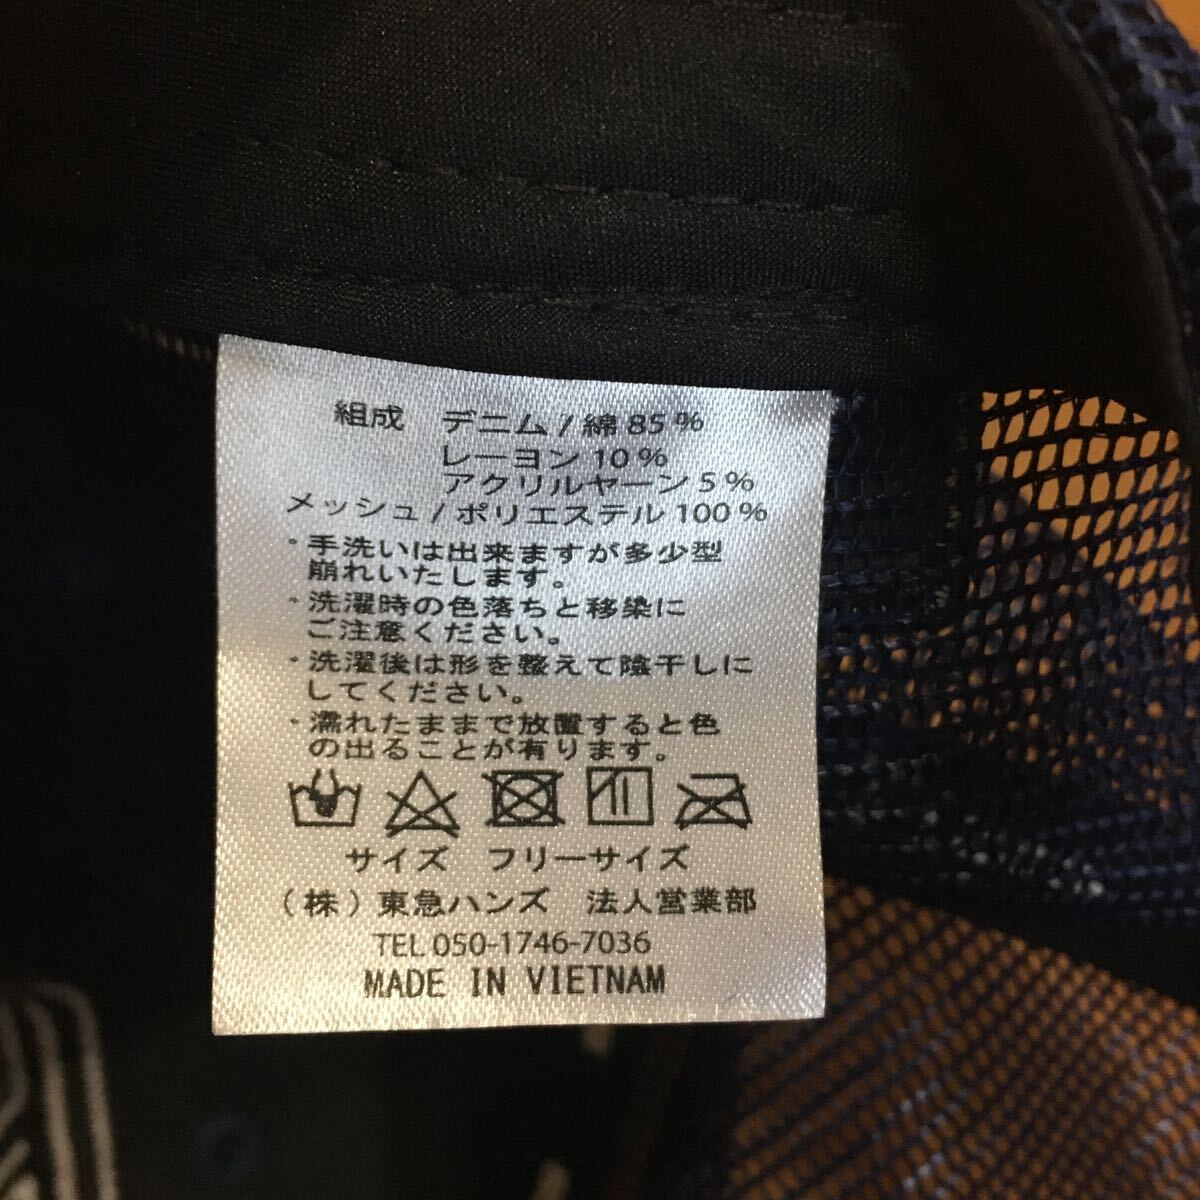 組成 デニム / 綿 85 %
レーヨン 10 %
アクリルヤーン 5 %
メッシュ / ポリエステル 100 %
・手洗いは出来ますが多少型
崩れいたします。
・洗濯時の色落ちと移染に
ご注意ください。
・洗濯後は形を整えて陰干しに
してください。
・濡れたままで放置すると色
の出ることが有ります。
サイズ フリーサイズ
（株）東急ハンズ 法人営業部
TEL 050-1746-7036
MADE IN VIETNAM